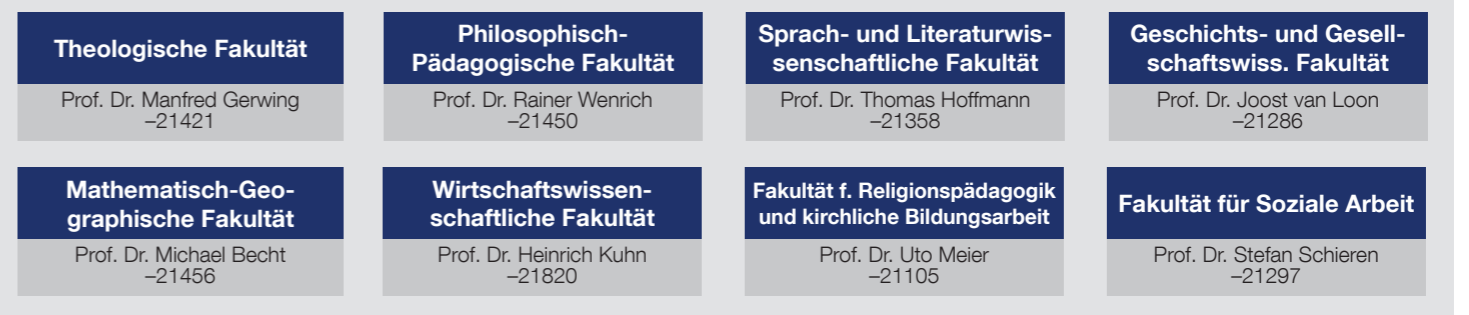 Theologische Fakultät
Prof. Dr. Manfred Gerwing
–21421
Philosophisch-
Pädagogische Fakultät
Prof. Dr. Rainer Wenrich
–21450
Sprach- und Literaturwis-
senschaftliche Fakultät
Prof. Dr. Thomas Hoffmann
–21358
Geschichts- und Gesell-
schaftswiss. Fakultät
Prof. Dr. Joost van Loon
–21286
Mathematisch-Geo-
graphische Fakultät
Prof. Dr. Michael Becht
–21456
Wirtschaftswissen-
schaftliche Fakultät
Prof. Dr. Heinrich Kuhn
–21820
Fakultät f. Religionspädagogik
und kirchliche Bildungsarbeit
Prof. Dr. Uto Meier
–21105
Fakultät für Soziale Arbeit
Prof. Dr. Stefan Schieren
–21297